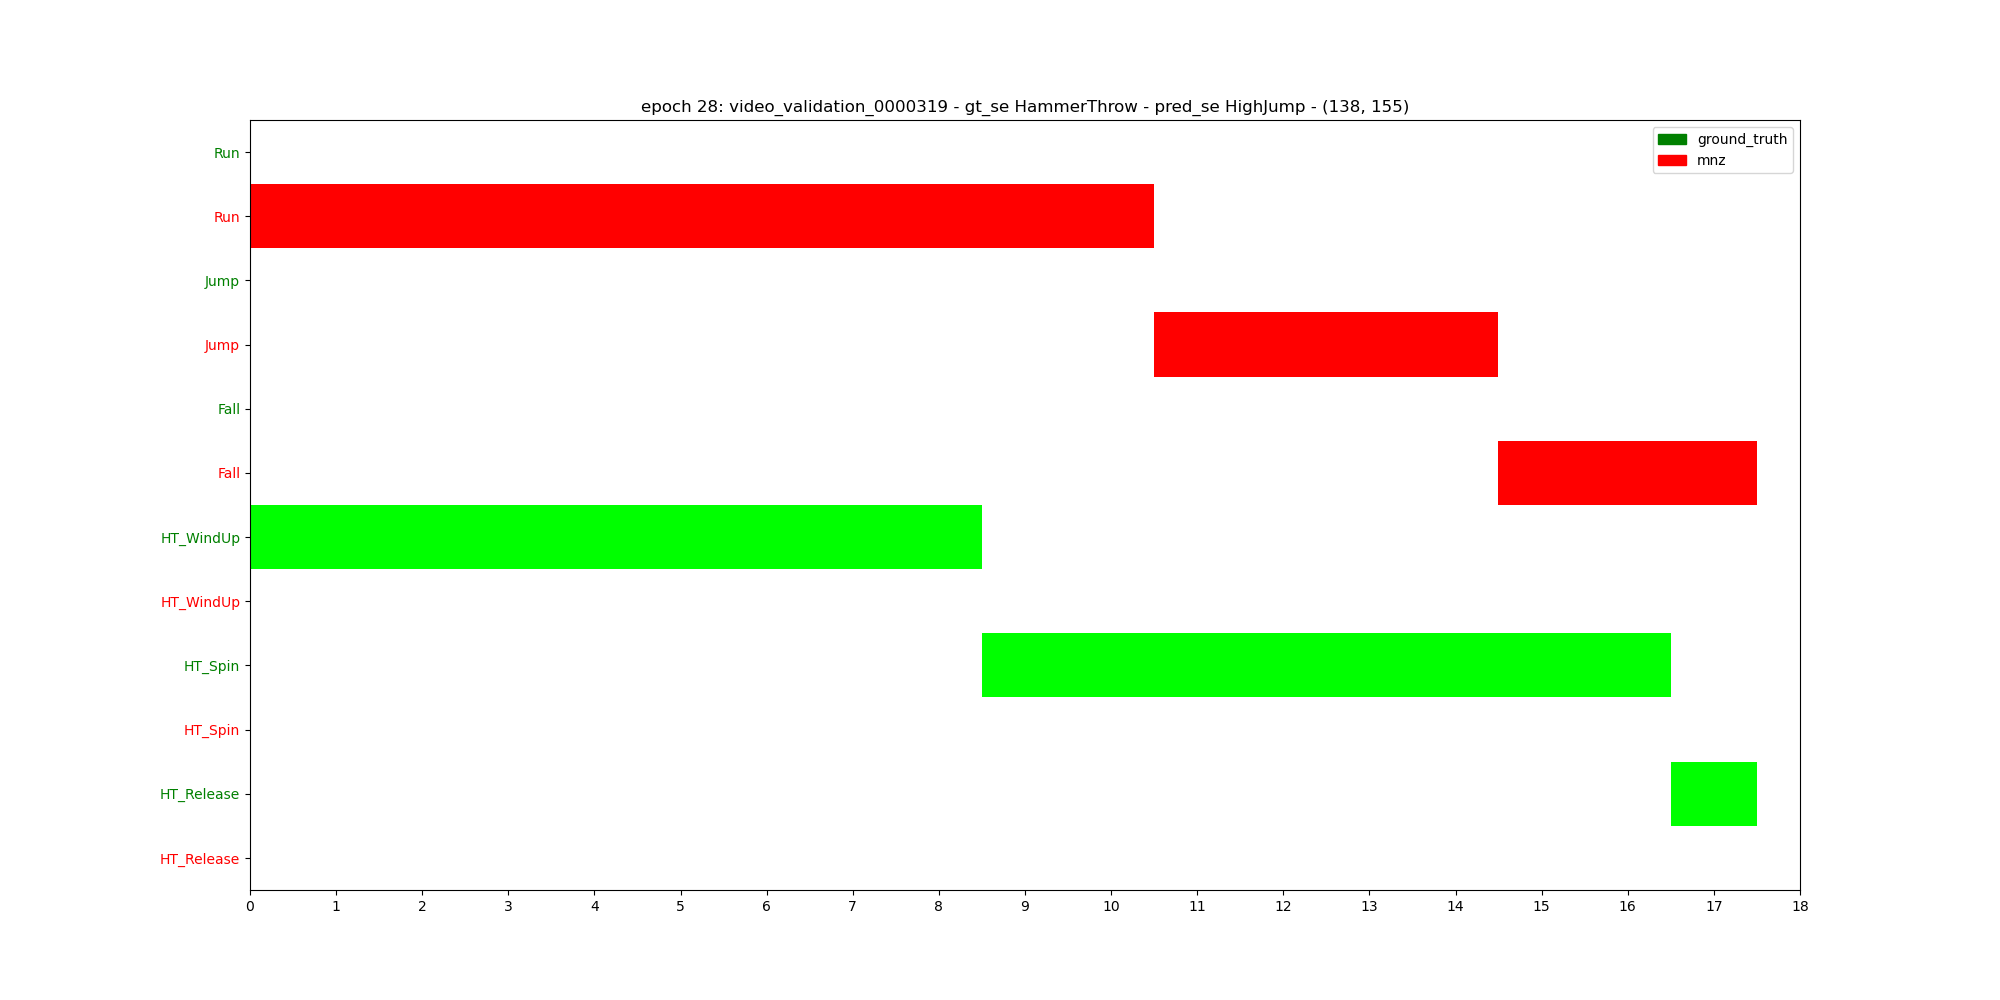 epoch 28: video_validation_0000319 - gt_se HammerThrow - pred_se HighJump - (138, 155)
ground_truth
mnz
Run
Run
Jump
Jump
Fall
Fall
HT_WindUp
HT_WindUp
HT_Spin
HT_Spin
HT_Release
HT_Release
0 1 2 3 4 5 6 7 8 9 10 11 12 13 14 15 16 17 18